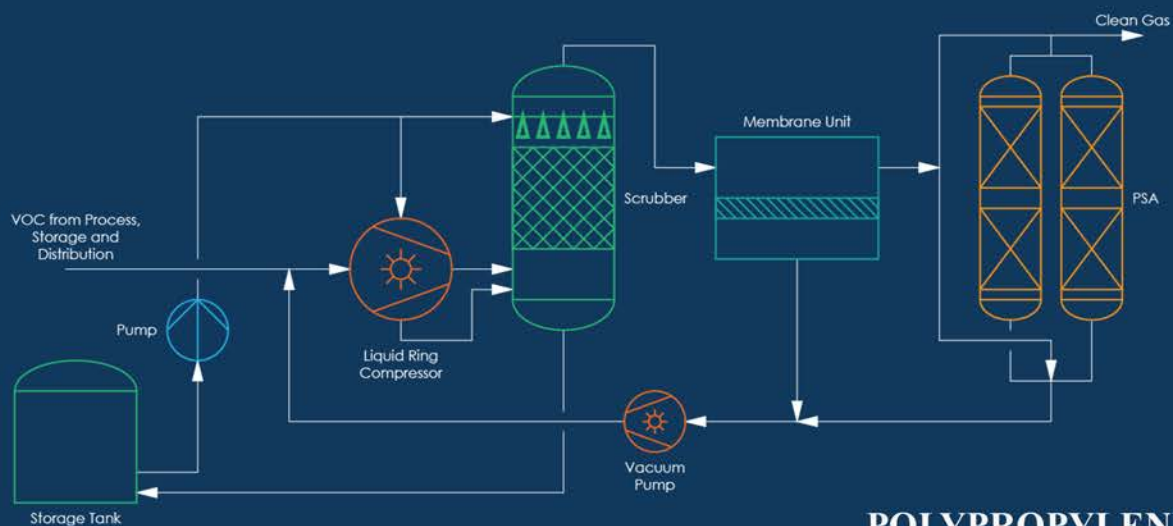 Clean Gas
Membrane Unit
Scrubber
PSA
VOC from Process,
Storage and
Distribution
Pump
Liquid Ring
Compressor
Vacuum
Pump
Storage Tank
POLYPROPYLEN